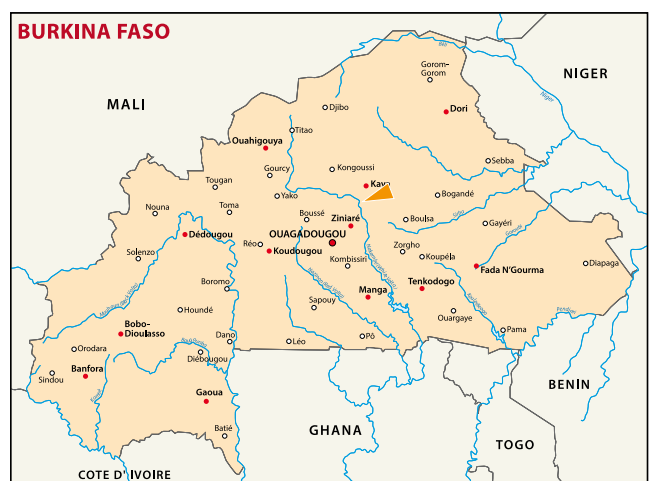 BURKINA FASO
NIGER
MALI
Gorom-
Gorom
Djibo
Dori
Titao
Ouahigouya
Kongoussi
Sebba
Gourcy
Kaya
Tougan
Yako
Bogandé
Nouna
Toma
Boussé
Ziniaré
Boulsa
Gayéri
Dédougou
OUAGADOUGOU
Réo
Koudougou
Zorgho
Koupéla
Solenzo
Kombissiri
Fada N'Gourma
Diapaga
Boromo
Manga
Tenkodogo
Sapouy
Houndé
Ouargaye
Bobo-
Dioulasso
Dano
Léo
Pô
Pama
Orodara
Diébougou
Sindou
Banfora
Gaoua
BENIN
Batié
GHANA
TOGO
COTE D'IVOIRE
Niger